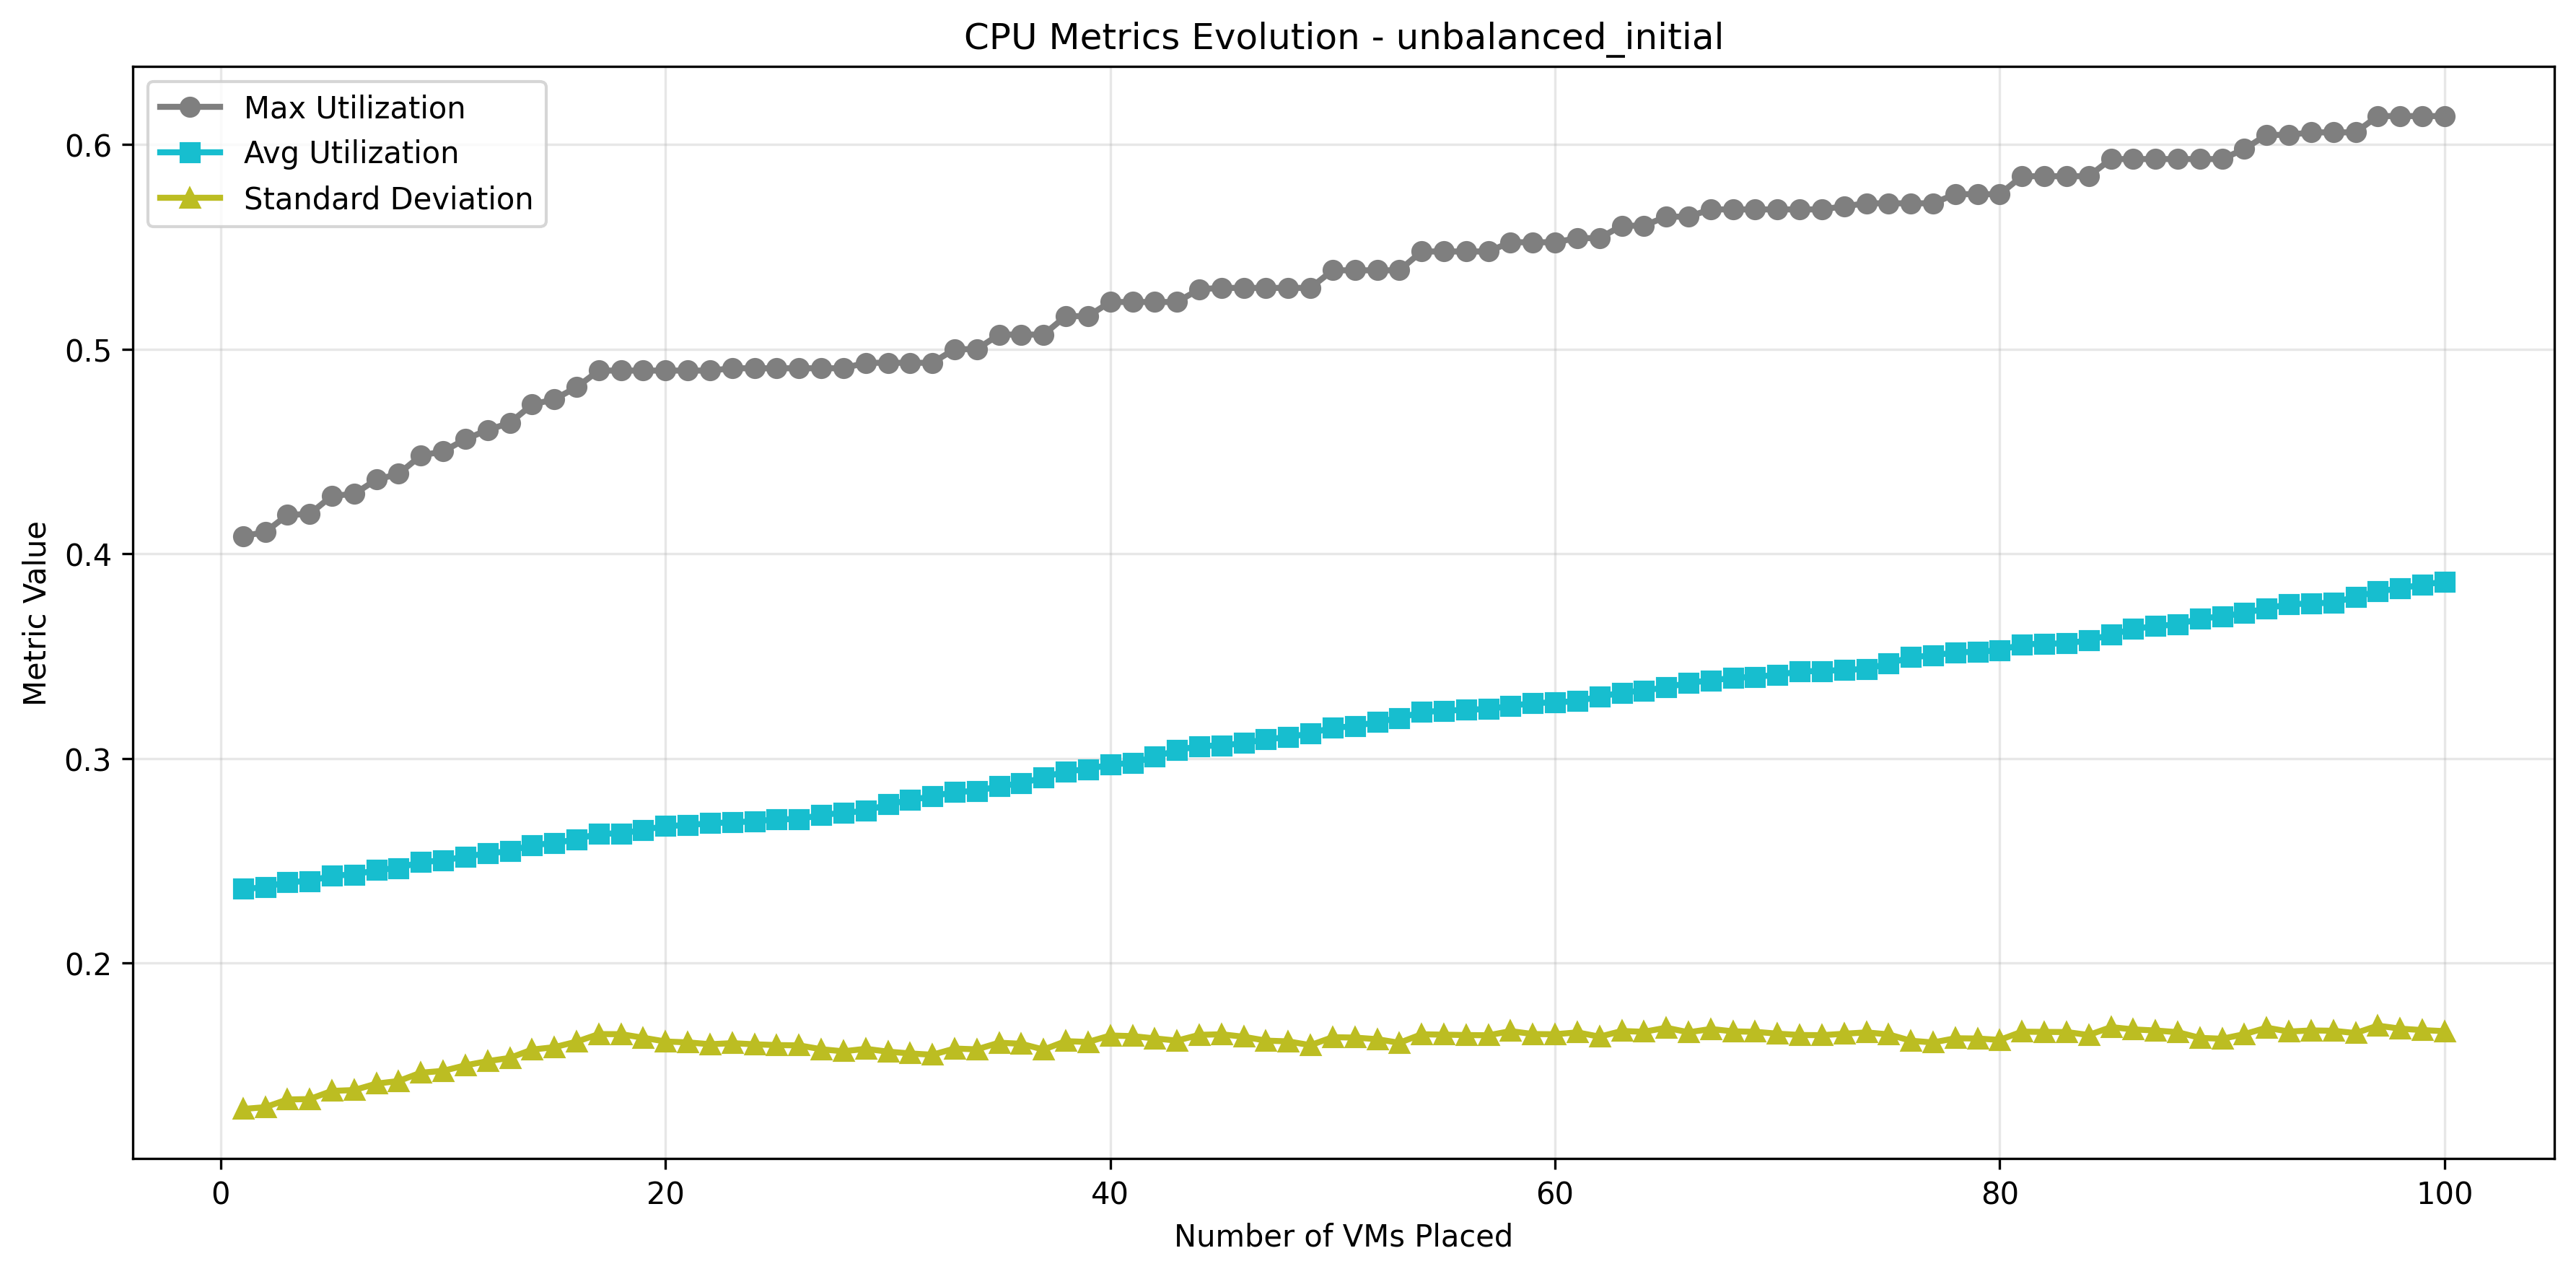 CPU Metrics Evolution - unbalanced_initial
Max Utilization
Avg Utilization
Standard Deviation
0.6
0.5
0.4
0.3
0.2
Metric Value
0
20
40
60
80
100
Number of VMs Placed